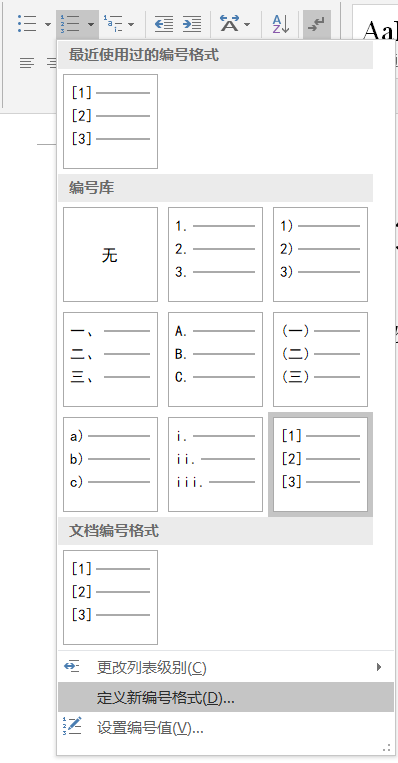 AaI
最近使用过的编号格式
[1]
[2]
[3]
编号库
无
1.
2.
3.
1)
2)
3)
一、
二、
三、
A.
B.
C.
(一)
(二)
(三)
a)
b)
c)
i.
ii.
iii.
[1]
[2]
[3]
文档编号格式
[1]
[2]
[3]
更改列表级别(C)
定义新编号格式(D)...
设置编号值(V)...